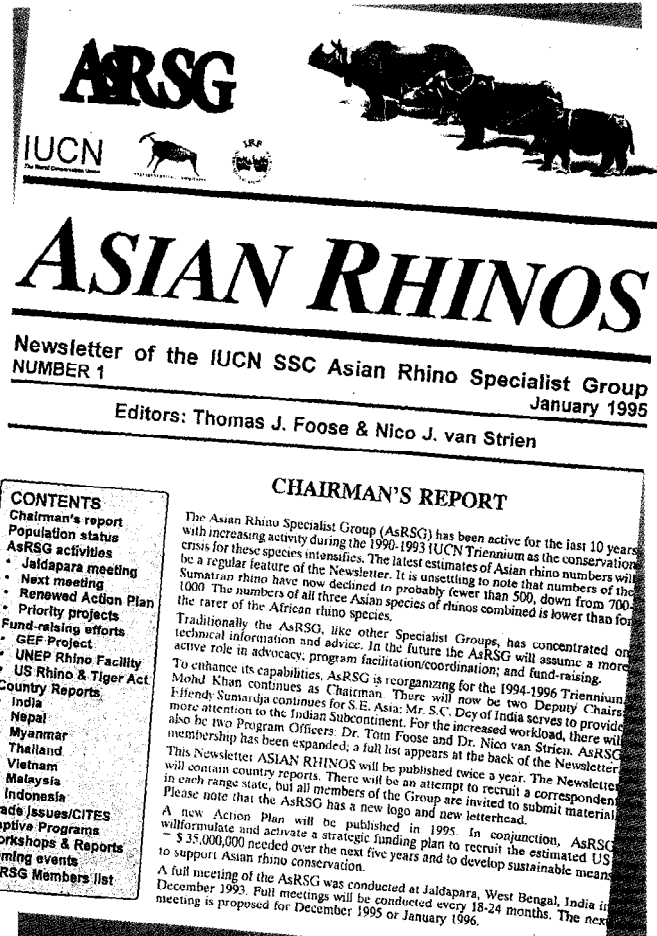 AsRSG
IUCN
The World Conservation Union
IRF
ASIAN RHINOS
Newsletter of the IUCN SSC Asian Rhino Specialist Group
NUMBER 1
January 1995
Editors: Thomas J. Foose & Nico J. van Strien
CONTENTS
Chairman's report
Population status
AsRSG activities
• Jaldapara meeting
• Next meeting
• Renewed Action Plan
• Priority projects
Fund-raising efforts
• GEF Project
• UNEP Rhino Facility
• US Rhino & Tiger Act
Country Reports
India
Nepal
Myanmar
Thailand
Vietnam
Malaysia
Indonesia
ade Issues/CITES
ptive Programs
orkshops & Reports
ming events
RSG Members list
CHAIRMAN'S REPORT
The Asian Rhino Specialist Group (AsRSG) has been active for the last 10 years
with increasing activity during the 1990-1993 IUCN Triennium as the conservation
crisis for these species intensifies. The latest estimates of Asian rhino numbers will
be a regular feature of the Newsletter. It is unsettling to note that numbers of the
Sumatran rhino have now declined to probably fewer than 500, down from 700-
1000. The numbers of all three Asian species of rhinos combined is lower than for
the rarer of the African rhino species.
Traditionally the AsRSG, like other Specialist Groups, has concentrated on
technical information and advice. In the future the AsRSG will assume a more
active role in advocacy; program facilitation/coordination; and fund-raising.
To enhance its capabilities, AsRSG is reorganizing for the 1994-1996 Triennium.
Mohd Khan continues as Chairman. There will now be two Deputy Chairs:
Effendy Sumardja continues for S.E. Asia; Mr. S.C. Dey of India serves to provide
more attention to the Indian Subcontinent. For the increased workload, there will
also be two Program Officers: Dr. Tom Foose and Dr. Nico van Strien. AsRSG
membership has been expanded; a full list appears at the back of the Newsletter.
This Newsletter ASIAN RHINOS will be published twice a year. The Newsletter
will contain country reports. There will be an attempt to recruit a correspondent
in each range state, but all members of the Group are invited to submit material.
Please note that the AsRSG has a new logo and new letterhead.
A new Action Plan will be published in 1995. In conjunction, AsRSG
willformulate and activate a strategic funding plan to recruit the estimated US
~ $ 35,000,000 needed over the next five years and to develop sustainable means
to support Asian rhino conservation.
A full meeting of the AsRSG was conducted at Jaldapara, West Bengal, India in
December 1993. Full meetings will be conducted every 18-24 months. The next
meeting is proposed for December 1995 or January 1996.